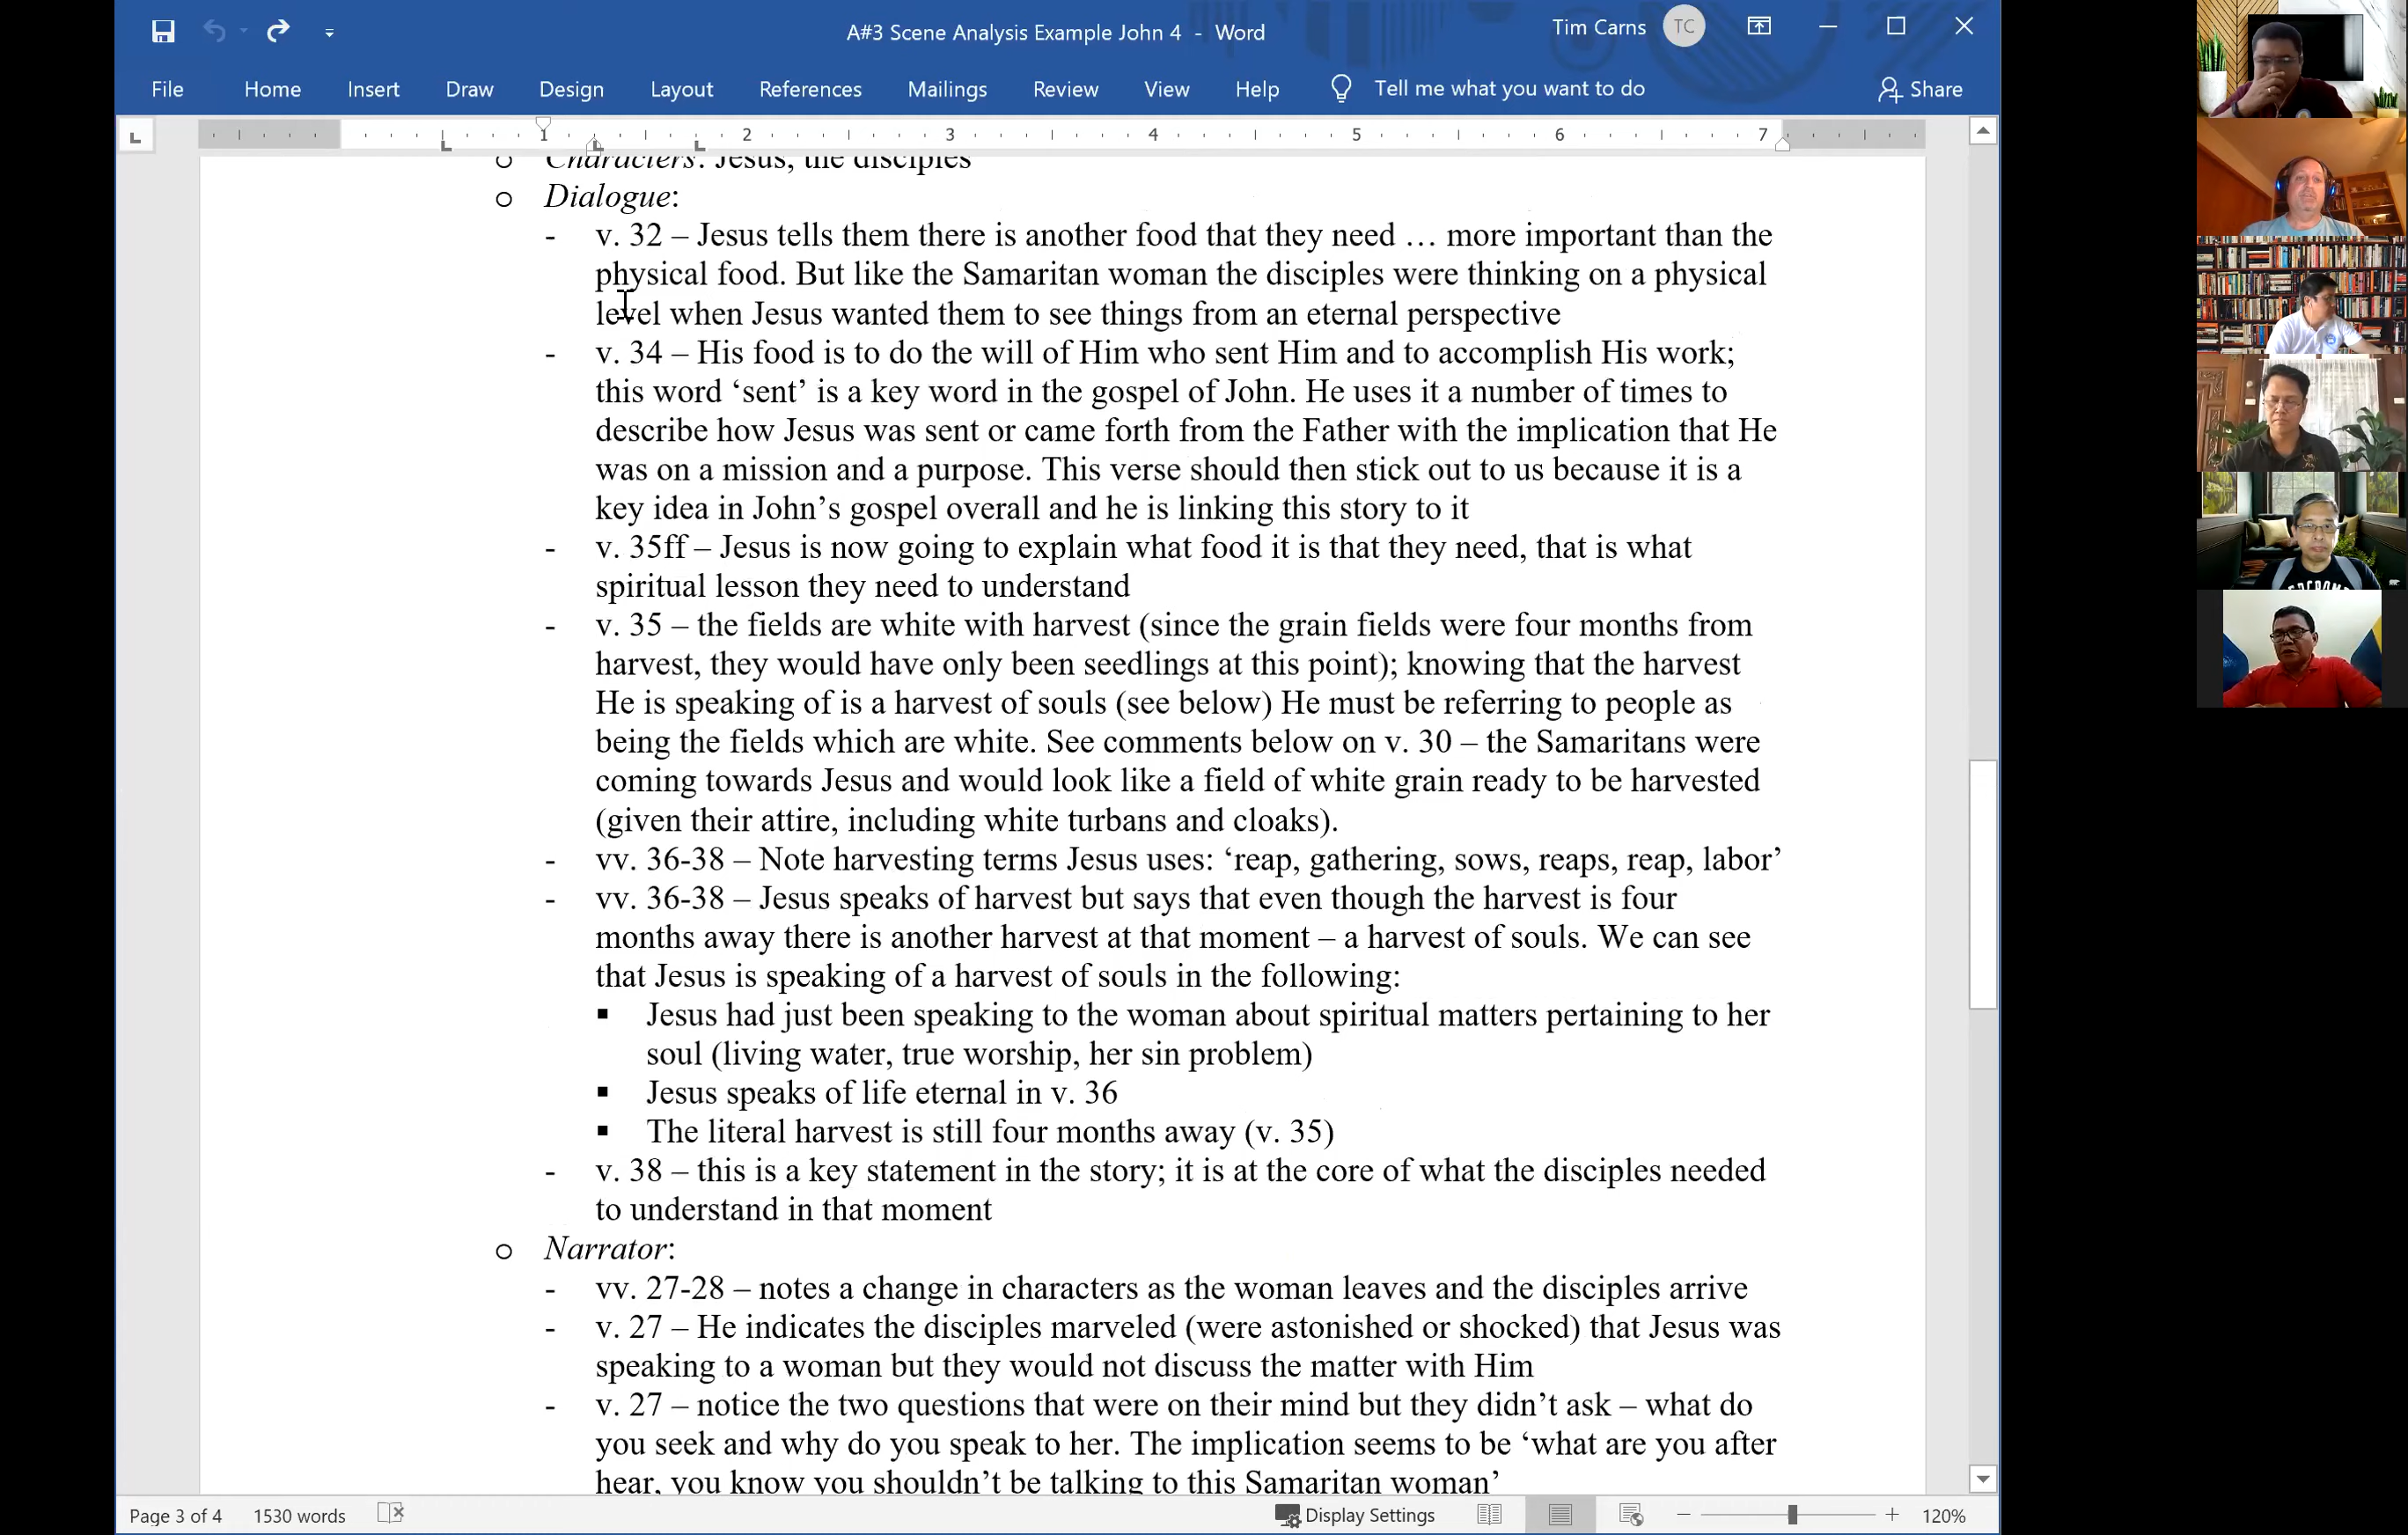 A#3 Scene Analysis Example John 4 - Word
Tim Carns
TC
File Home Insert Draw Design Layout References Mailings Review View Help Tell me what you want to do Share
1 2 3 4 5 6 7
o Characters: Jesus, the disciples
o Dialogue:
- v. 32 – Jesus tells them there is another food that they need … more important than the
physical food. But like the Samaritan woman the disciples were thinking on a physical
level when Jesus wanted them to see things from an eternal perspective
- v. 34 – His food is to do the will of Him who sent Him and to accomplish His work;
this word ‘sent’ is a key word in the gospel of John. He uses it a number of times to
describe how Jesus was sent or came forth from the Father with the implication that He
was on a mission and a purpose. This verse should then stick out to us because it is a
key idea in John’s gospel overall and he is linking this story to it
- v. 35ff – Jesus is now going to explain what food it is that they need, that is what
spiritual lesson they need to understand
- v. 35 – the fields are white with harvest (since the grain fields were four months from
harvest, they would have only been seedlings at this point); knowing that the harvest
He is speaking of is a harvest of souls (see below) He must be referring to people as
being the fields which are white. See comments below on v. 30 – the Samaritans were
coming towards Jesus and would look like a field of white grain ready to be harvested
(given their attire, including white turbans and cloaks).
- vv. 36-38 – Note harvesting terms Jesus uses: ‘reap, gathering, sows, reaps, reap, labor’
- vv. 36-38 – Jesus speaks of harvest but says that even though the harvest is four
months away there is another harvest at that moment – a harvest of souls. We can see
that Jesus is speaking of a harvest of souls in the following:
▪ Jesus had just been speaking to the woman about spiritual matters pertaining to her
soul (living water, true worship, her sin problem)
▪ Jesus speaks of life eternal in v. 36
▪ The literal harvest is still four months away (v. 35)
- v. 38 – this is a key statement in the story; it is at the core of what the disciples needed
to understand in that moment
o Narrator:
- vv. 27-28 – notes a change in characters as the woman leaves and the disciples arrive
- v. 27 – He indicates the disciples marveled (were astonished or shocked) that Jesus was
speaking to a woman but they would not discuss the matter with Him
- v. 27 – notice the two questions that were on their mind but they didn’t ask – what do
you seek and why do you speak to her. The implication seems to be ‘what are you after
hear, you know you shouldn’t be talking to this Samaritan woman’
Page 3 of 4 1530 words Display Settings 120%